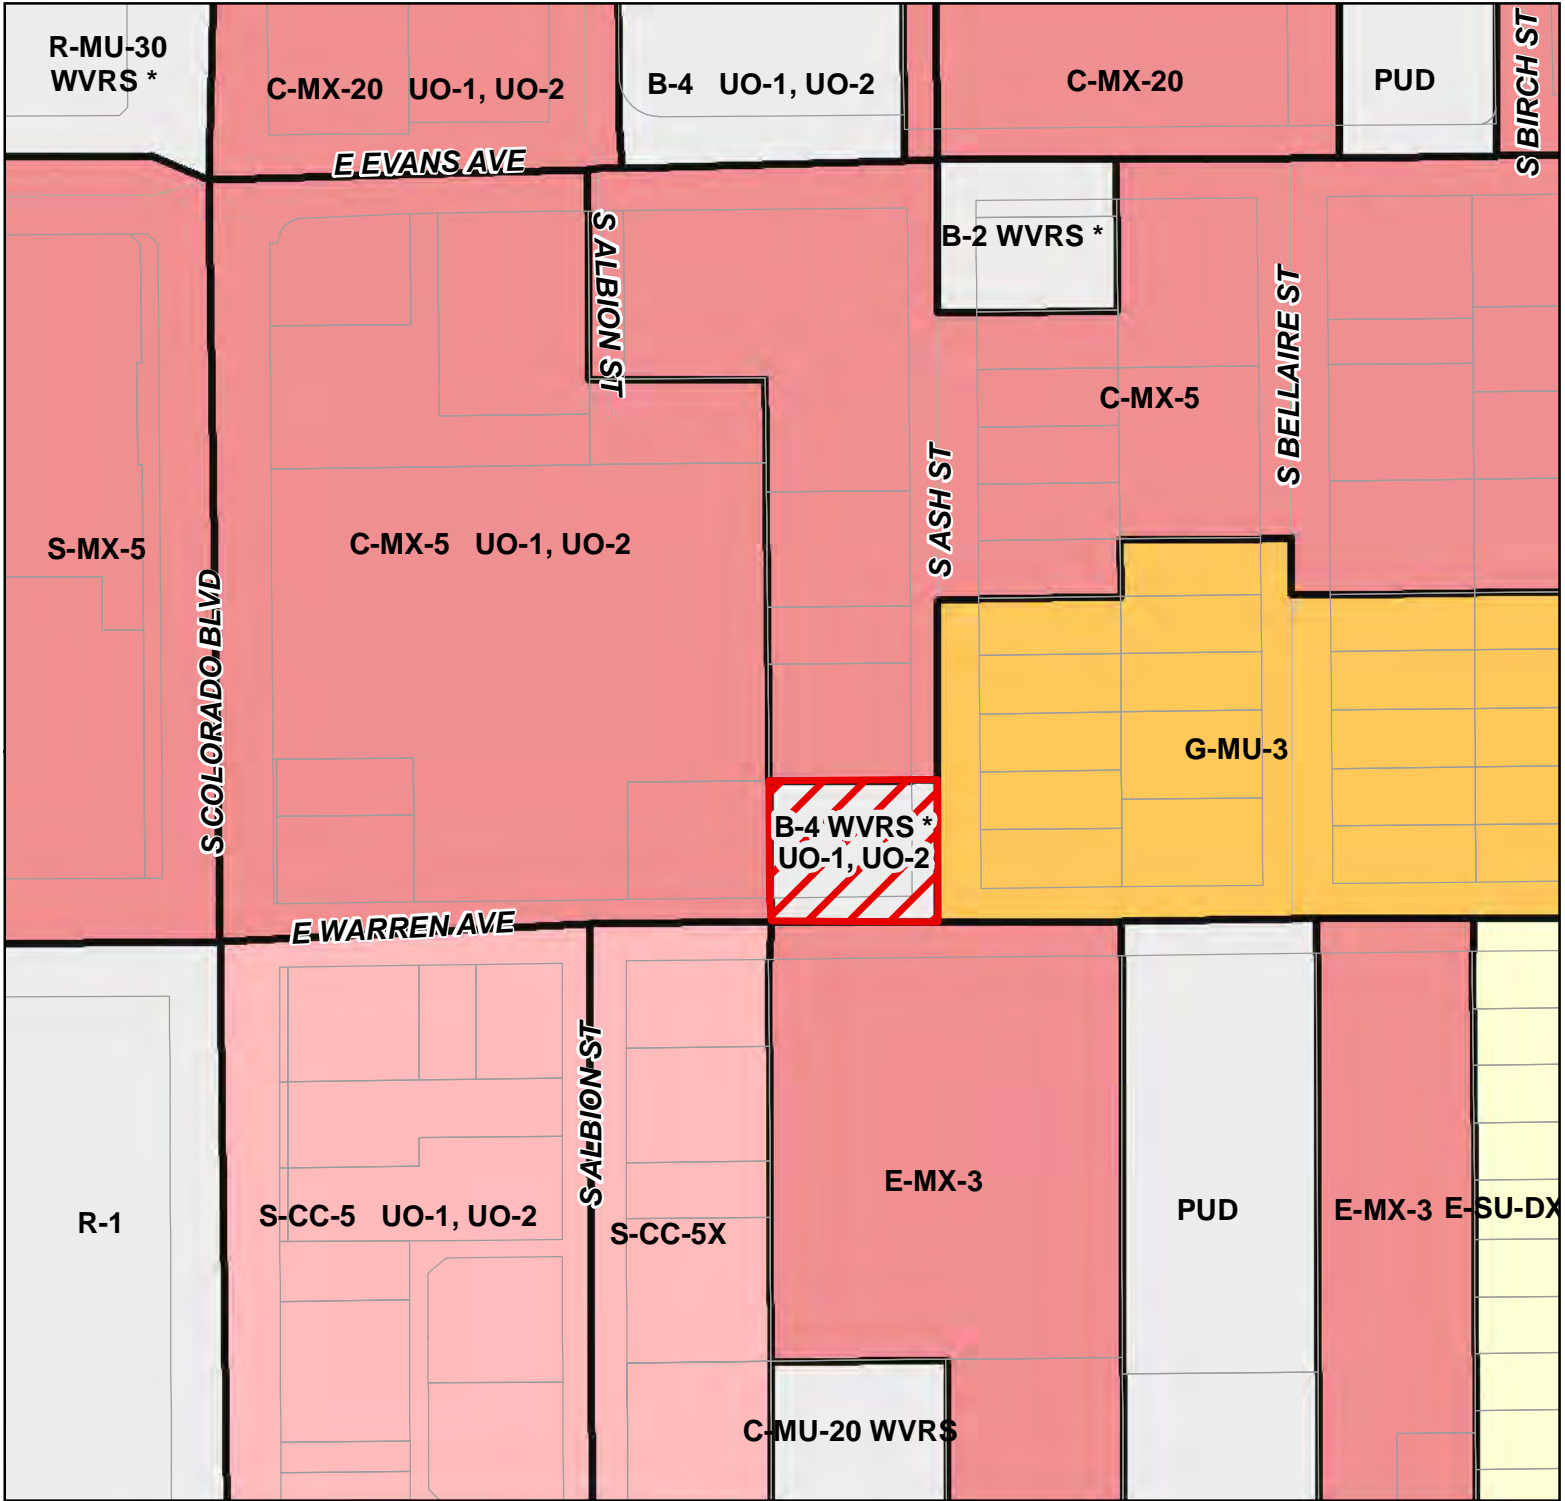 R-MU-30
WVRS *
C-MX-20 UO-1, UO-2
B-4 UO-1, UO-2
C-MX-20
PUD
S BIRCH ST
E EVANS AVE
S ALBION ST
B-2 WVRS *
S BELLAIRE ST
C-MX-5
S ASH ST
S-MX-5
C-MX-5 UO-1, UO-2
S COLORADO BLVD
G-MU-3
B-4 WVRS *
UO-1, UO-2
E WARREN AVE
S ALBION ST
R-1
S-CC-5 UO-1, UO-2
S-CC-5X
E-MX-3
PUD
E-MX-3
E-SU-DX
C-MU-20 WVRS